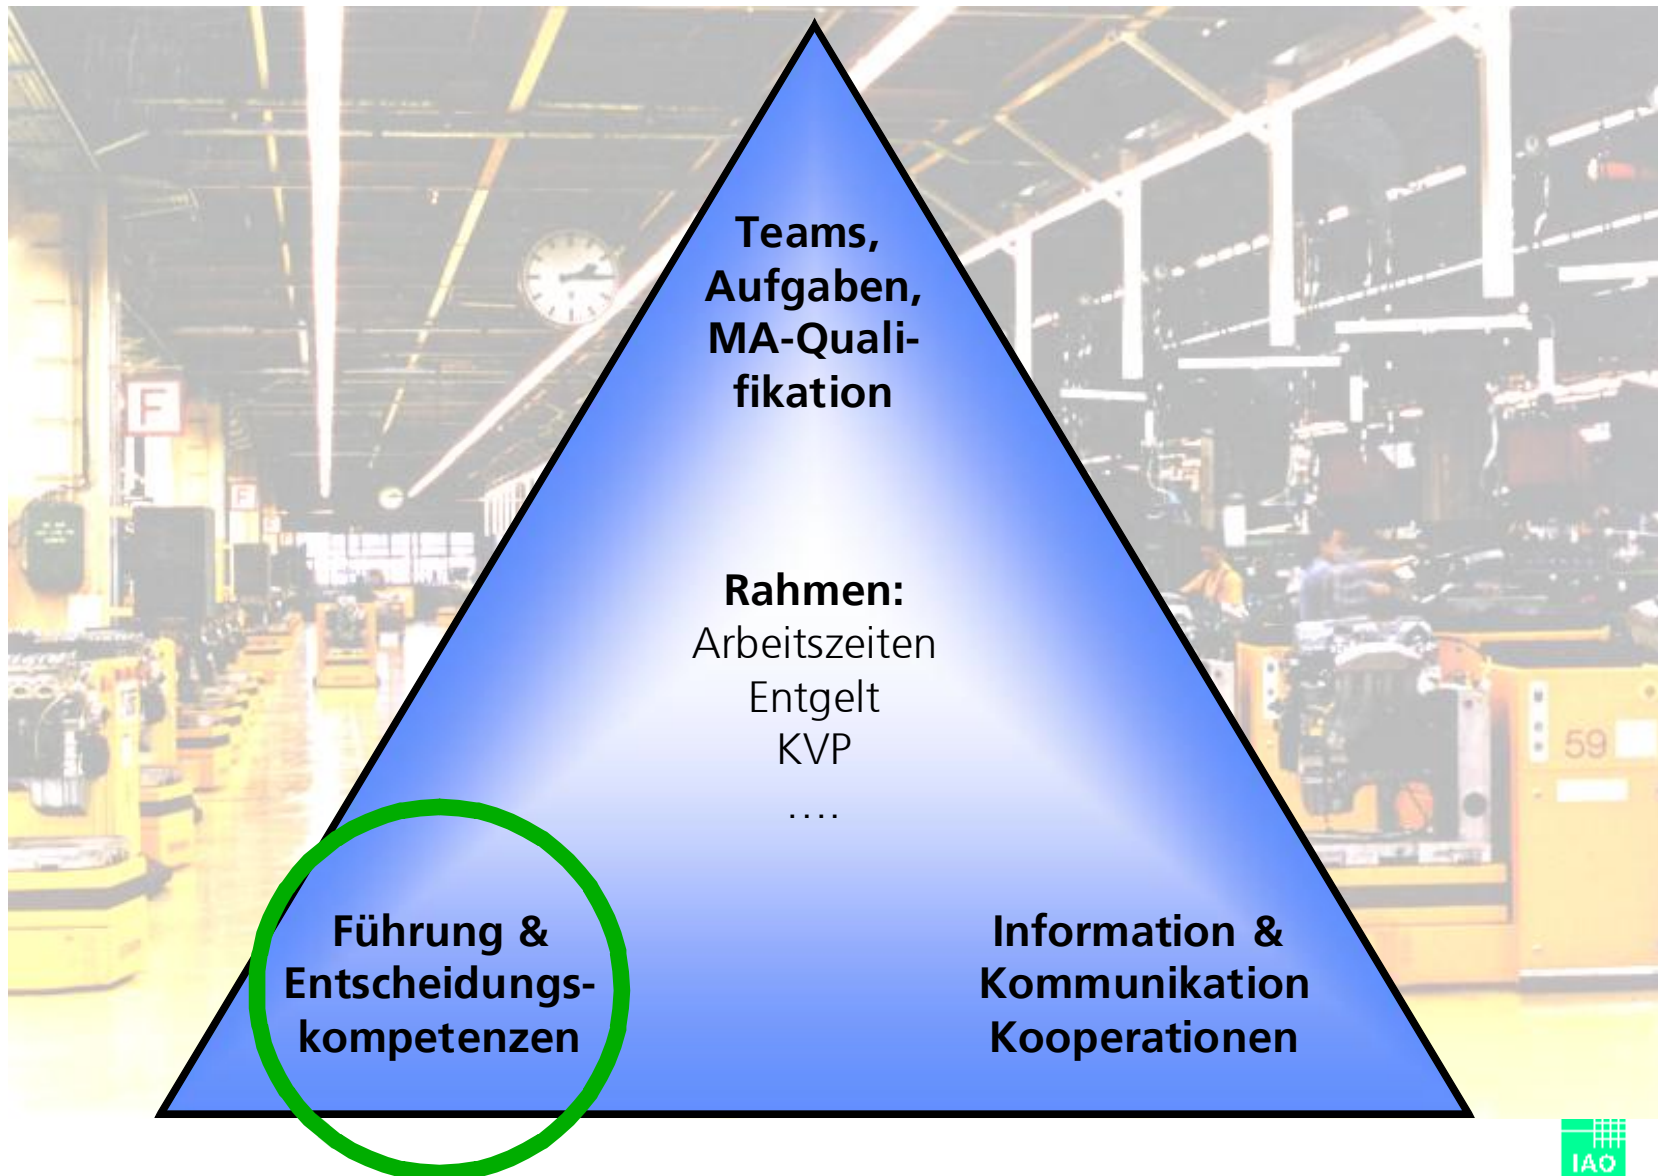 Teams,
Aufgaben,
MA-Quali-
fikation
F
F
Rahmen:
Arbeitszeiten
Entgelt
KVP
....
59
Führung &
Entscheidungs-
kompetenzen
Information &
Kommunikation
Kooperationen
IAO